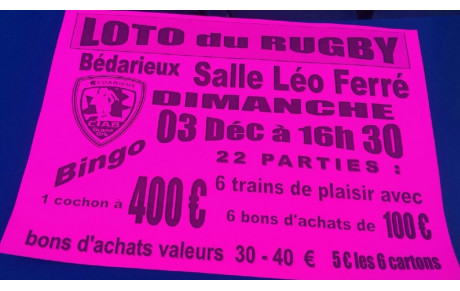 LOTO du RUGBY
Bédarieux Salle Léo Ferré
DIMANCHE
03 Déc à 16h 30
22 PARTIES :
Bingo
1 cochon à 400 €
6 trains de plaisir avec
6 bons d'achats de 100 €
bons d'achats valeurs 30 - 40 € 5 € les 6 cartons